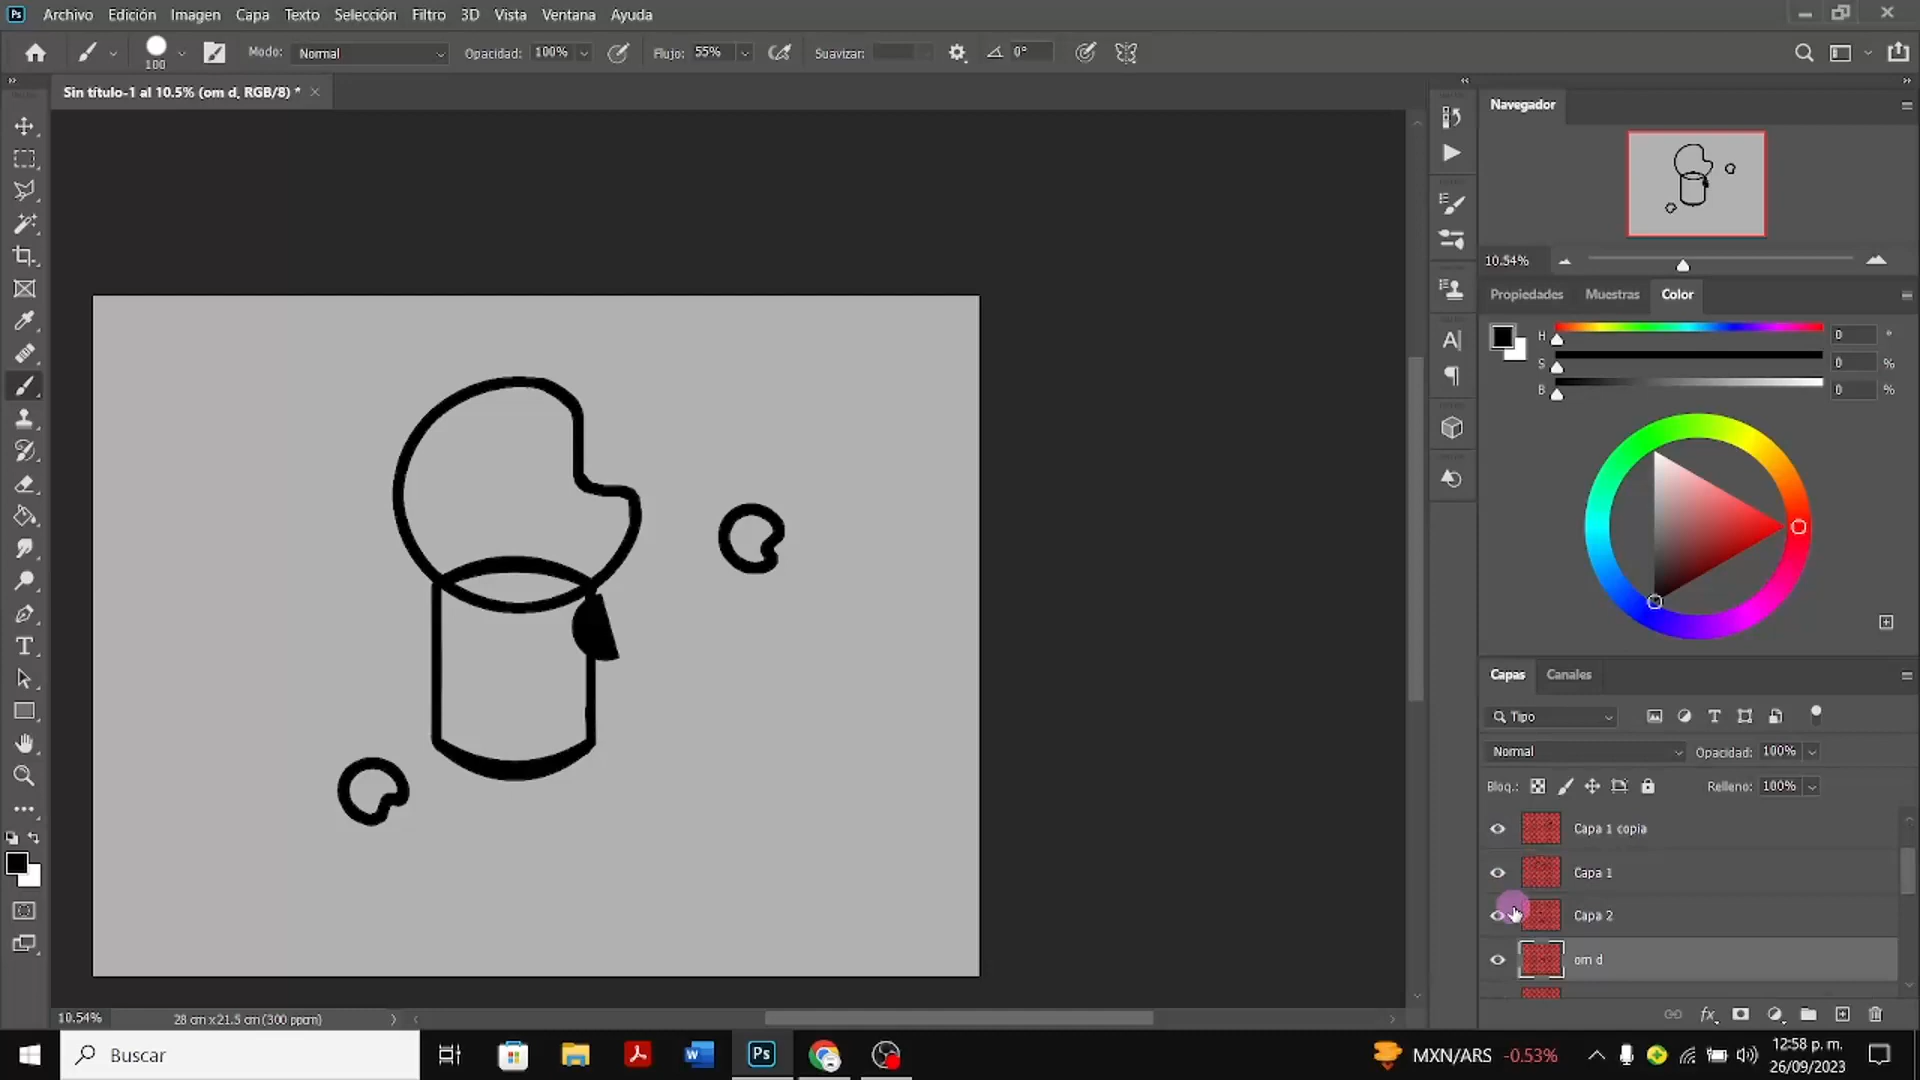 Ps Archivo Edición Imagen Capa Texto Selección Filtro 3D Vista Ventana Ayuda
100 Modo: Normal Opacidad: 100% Flujo: 55% Suavizar: 0°
Sin título-1 al 10.5% (om d, RGB/8) *
Navegador
10.54%
Propiedades Muestras Color
H 0 °
S 0 %
B 0 %
Capas Canales
Tipo
Normal Opacidad: 100%
Bloq.: Relleno: 100%
Capa 1 copia
Capa 1
Capa 2
om d
10.54% 28 cm x 21.5 cm (300 ppcm)
Buscar
MXN/ARS -0.53%
12:58 p. m.
26/09/2023